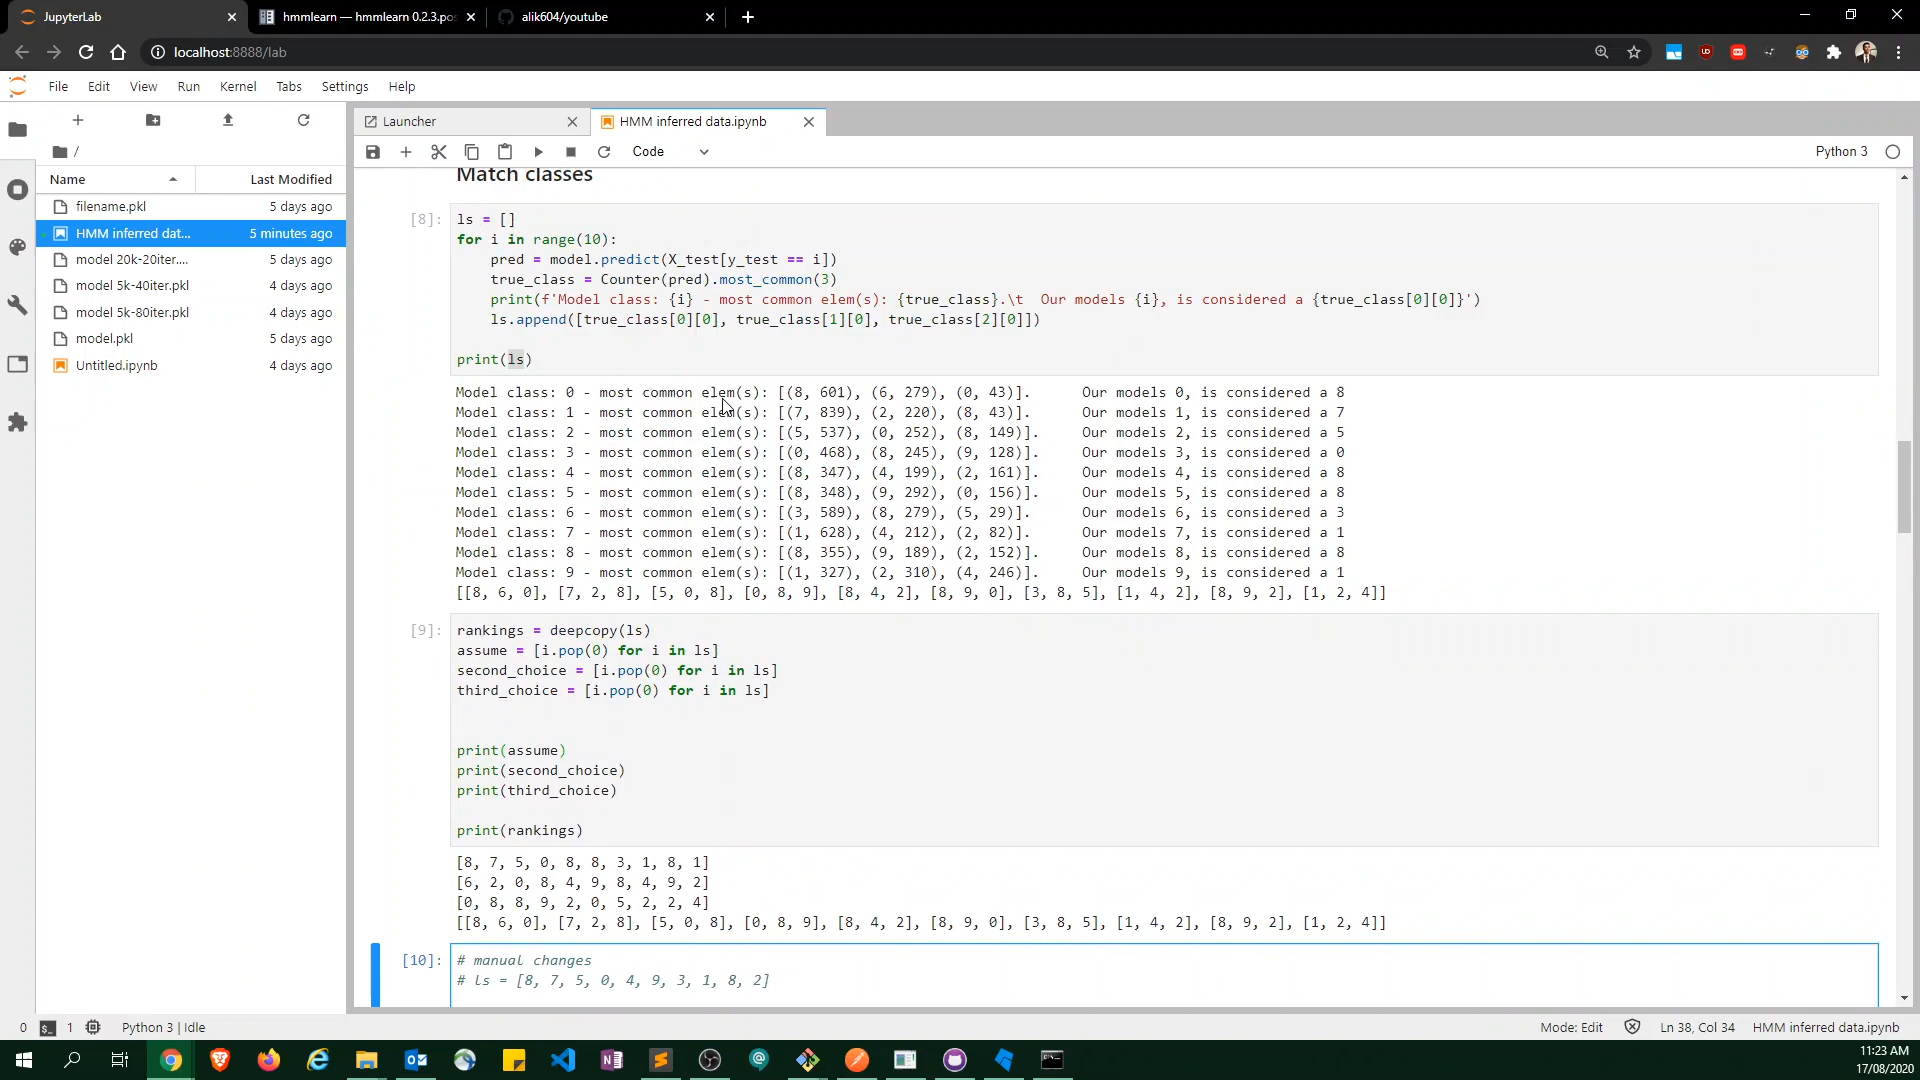 JupyterLab
hmmlearn — hmmlearn 0.2.3.pos
alik604/youtube
localhost:8888/lab
File Edit View Run Kernel Tabs Settings Help
Launcher
HMM inferred data.ipynb
Code
Python 3
/
Name Last Modified
filename.pkl 5 days ago
HMM inferred dat... 5 minutes ago
model 20k-20iter.... 5 days ago
model 5k-40iter.pkl 4 days ago
model 5k-80iter.pkl 4 days ago
model.pkl 5 days ago
Untitled.ipynb 4 days ago
Match classes
[8]: ls = []
for i in range(10):
    pred = model.predict(X_test[y_test == i])
    true_class = Counter(pred).most_common(3)
    print(f'Model class: {i} - most common elem(s): {true_class}.\t  Our models {i}, is considered a {true_class[0][0]}')
    ls.append([true_class[0][0], true_class[1][0], true_class[2][0]])
print(ls)
Model class: 0 - most common elem(s): [(8, 601), (6, 279), (0, 43)].      Our models 0, is considered a 8
Model class: 1 - most common elem(s): [(7, 839), (2, 220), (8, 43)].      Our models 1, is considered a 7
Model class: 2 - most common elem(s): [(5, 537), (0, 252), (8, 149)].     Our models 2, is considered a 5
Model class: 3 - most common elem(s): [(0, 468), (8, 245), (9, 128)].     Our models 3, is considered a 0
Model class: 4 - most common elem(s): [(8, 347), (4, 199), (2, 161)].     Our models 4, is considered a 8
Model class: 5 - most common elem(s): [(8, 348), (9, 292), (0, 156)].     Our models 5, is considered a 8
Model class: 6 - most common elem(s): [(3, 589), (8, 279), (5, 29)].      Our models 6, is considered a 3
Model class: 7 - most common elem(s): [(1, 628), (4, 212), (2, 82)].      Our models 7, is considered a 1
Model class: 8 - most common elem(s): [(8, 355), (9, 189), (2, 152)].     Our models 8, is considered a 8
Model class: 9 - most common elem(s): [(1, 327), (2, 310), (4, 246)].     Our models 9, is considered a 1
[[8, 6, 0], [7, 2, 8], [5, 0, 8], [0, 8, 9], [8, 4, 2], [8, 9, 0], [3, 8, 5], [1, 4, 2], [8, 9, 2], [1, 2, 4]]
[9]: rankings = deepcopy(ls)
assume = [i.pop(0) for i in ls]
second_choice = [i.pop(0) for i in ls]
third_choice = [i.pop(0) for i in ls]
print(assume)
print(second_choice)
print(third_choice)
print(rankings)
[8, 7, 5, 0, 8, 8, 3, 1, 8, 1]
[6, 2, 0, 8, 4, 9, 8, 4, 9, 2]
[0, 8, 8, 9, 2, 0, 5, 2, 2, 4]
[[8, 6, 0], [7, 2, 8], [5, 0, 8], [0, 8, 9], [8, 4, 2], [8, 9, 0], [3, 8, 5], [1, 4, 2], [8, 9, 2], [1, 2, 4]]
[10]: # manual changes
# ls = [8, 7, 5, 0, 4, 9, 3, 1, 8, 2]
0 1 Python 3 | Idle Mode: Edit Ln 38, Col 34 HMM inferred data.ipynb
11:23 AM
17/08/2020